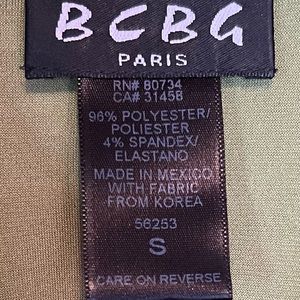 BCBG
PARIS
RN# 80734
CA# 31458
96% POLYESTER/
POLIESTER
4% SPANDEX/
ELASTANO
MADE IN MEXICO
WITH FABRIC
FROM KOREA
56253
S
CARE ON REVERSE